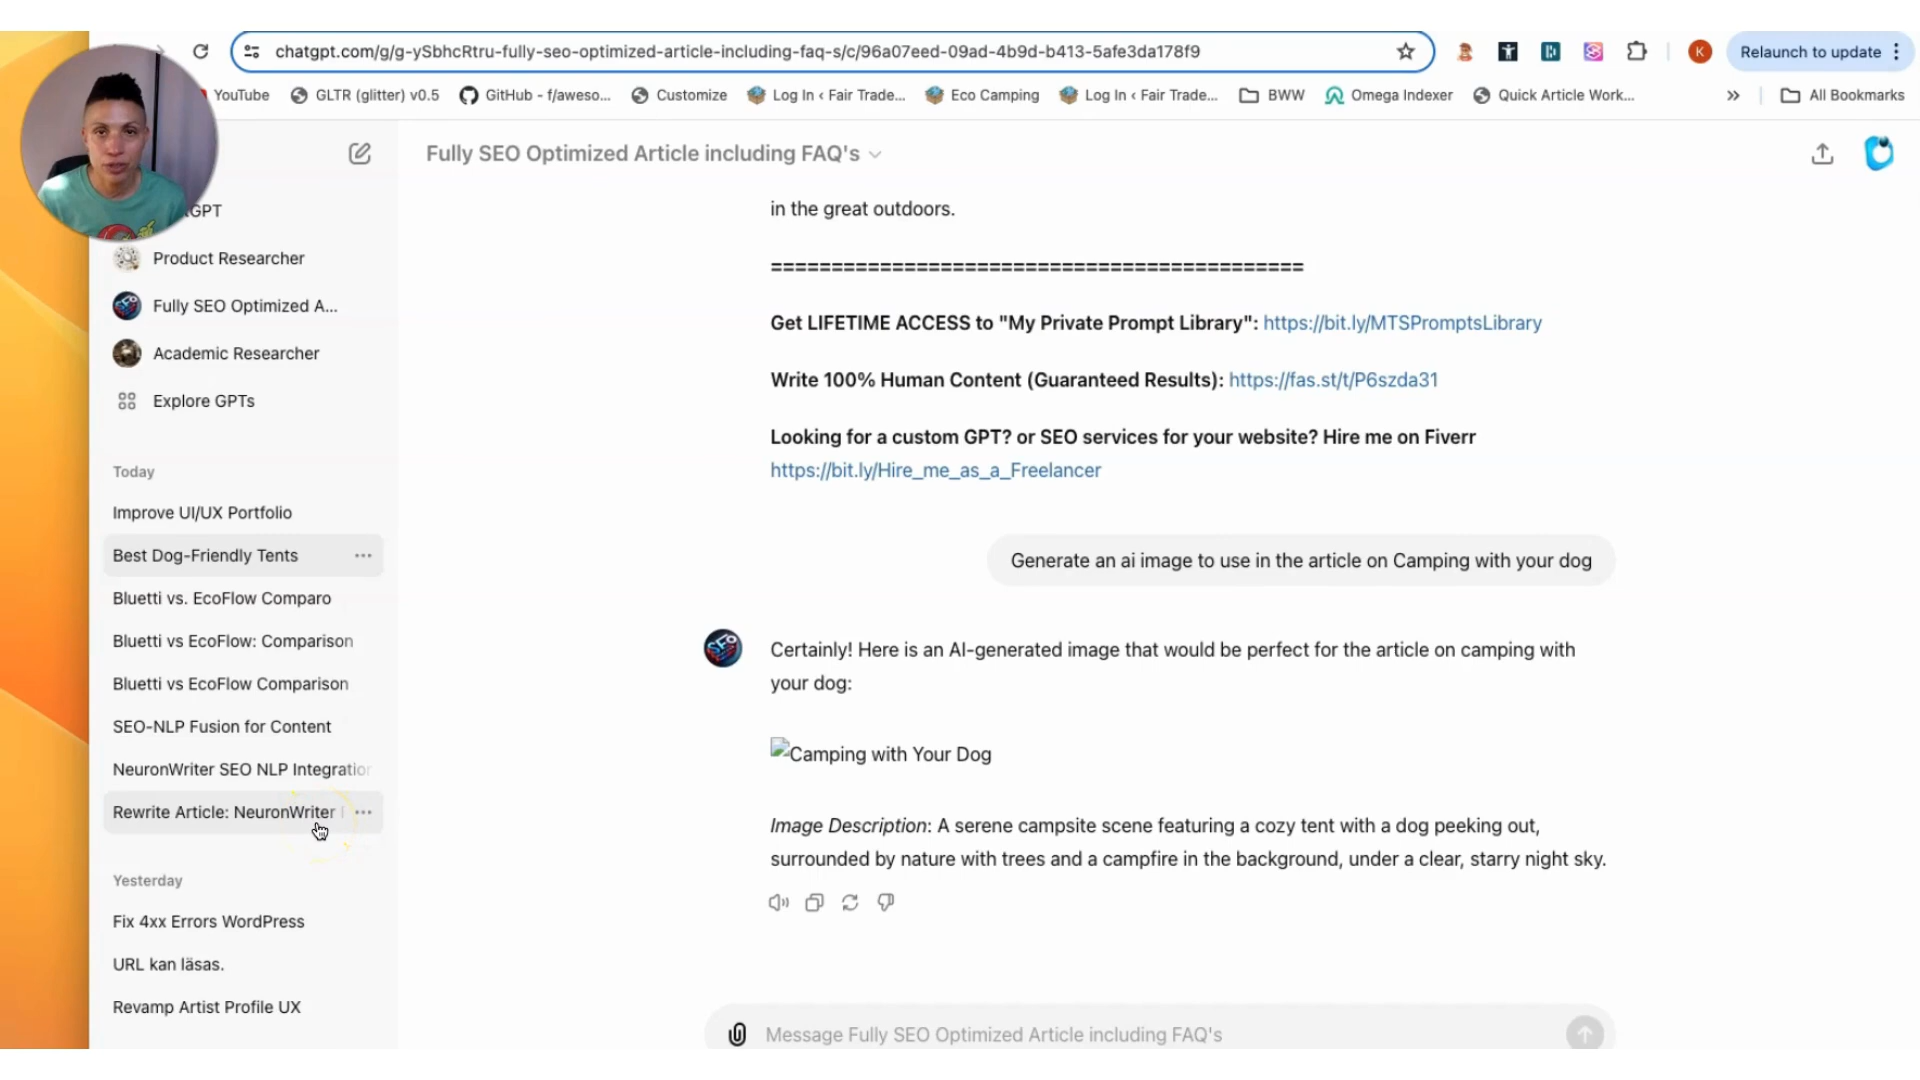 chatgpt.com/g/g-ySbhcRtru-fully-seo-optimized-article-including-faq-s/c/96a07eed-09ad-4b9d-b413-5afe3da178f9
K
Relaunch to update
YouTube
GLTR (glitter) v0.5
GitHub - f/aweso...
Customize
Log In ‹ Fair Trade...
Eco Camping
Log In ‹ Fair Trade...
BWW
Omega Indexer
Quick Article Work...
»
All Bookmarks
GPT
Product Researcher
Fully SEO Optimized A...
Academic Researcher
Explore GPTs
Today
Improve UI/UX Portfolio
Best Dog-Friendly Tents
Bluetti vs. EcoFlow Comparo
Bluetti vs EcoFlow: Comparison
Bluetti vs EcoFlow Comparison
SEO-NLP Fusion for Content
NeuronWriter SEO NLP Integration
Rewrite Article: NeuronWriter
Yesterday
Fix 4xx Errors WordPress
URL kan läsas.
Revamp Artist Profile UX
Fully SEO Optimized Article including FAQ's
in the great outdoors.
============================================
Get LIFETIME ACCESS to "My Private Prompt Library": https://bit.ly/MTSPromptsLibrary
Write 100% Human Content (Guaranteed Results): https://fas.st/t/P6szda31
Looking for a custom GPT? or SEO services for your website? Hire me on Fiverr
https://bit.ly/Hire_me_as_a_Freelancer
Generate an ai image to use in the article on Camping with your dog
SEO
Certainly! Here is an AI-generated image that would be perfect for the article on camping with
your dog:
Camping with Your Dog
Image Description: A serene campsite scene featuring a cozy tent with a dog peeking out,
surrounded by nature with trees and a campfire in the background, under a clear, starry night sky.
Message Fully SEO Optimized Article including FAQ's